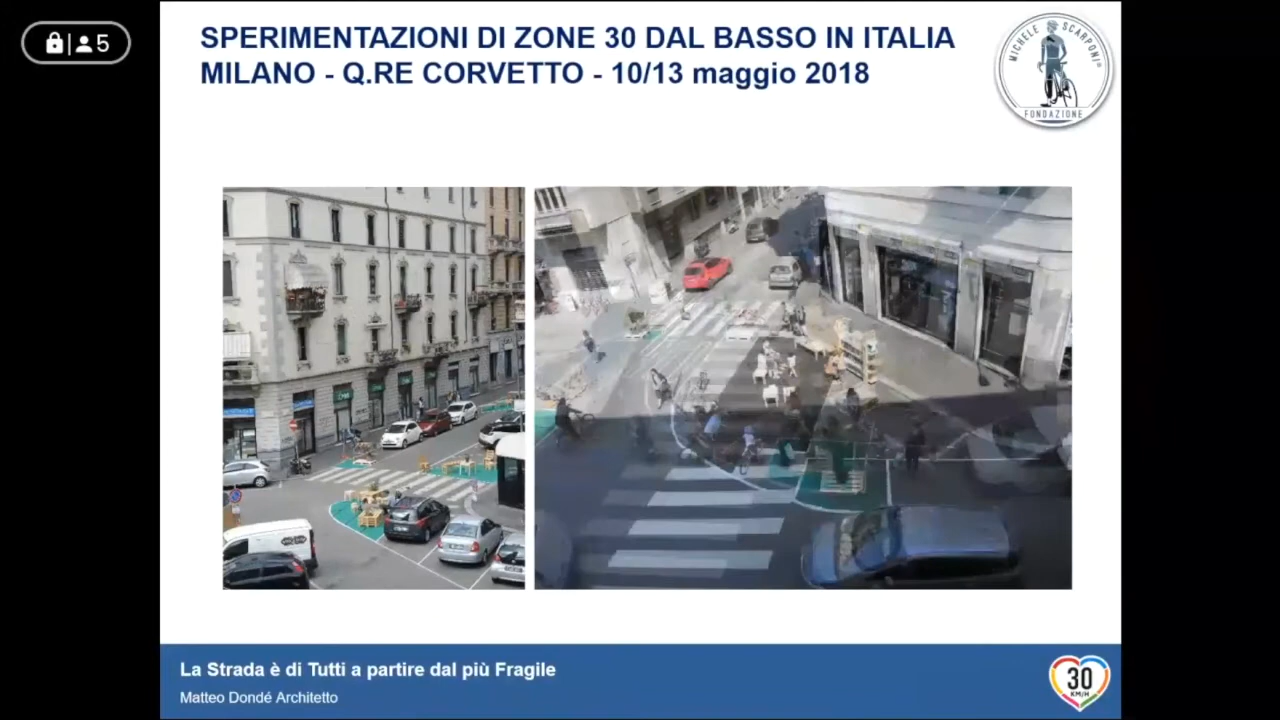 5
SPERIMENTAZIONI DI ZONE 30 DAL BASSO IN ITALIA
MILANO - Q.RE CORVETTO - 10/13 maggio 2018
MICHELE SCARPONI
FONDAZIONE
La Strada è di Tutti a partire dal più Fragile
Matteo Dondé Architetto
30
KM/H